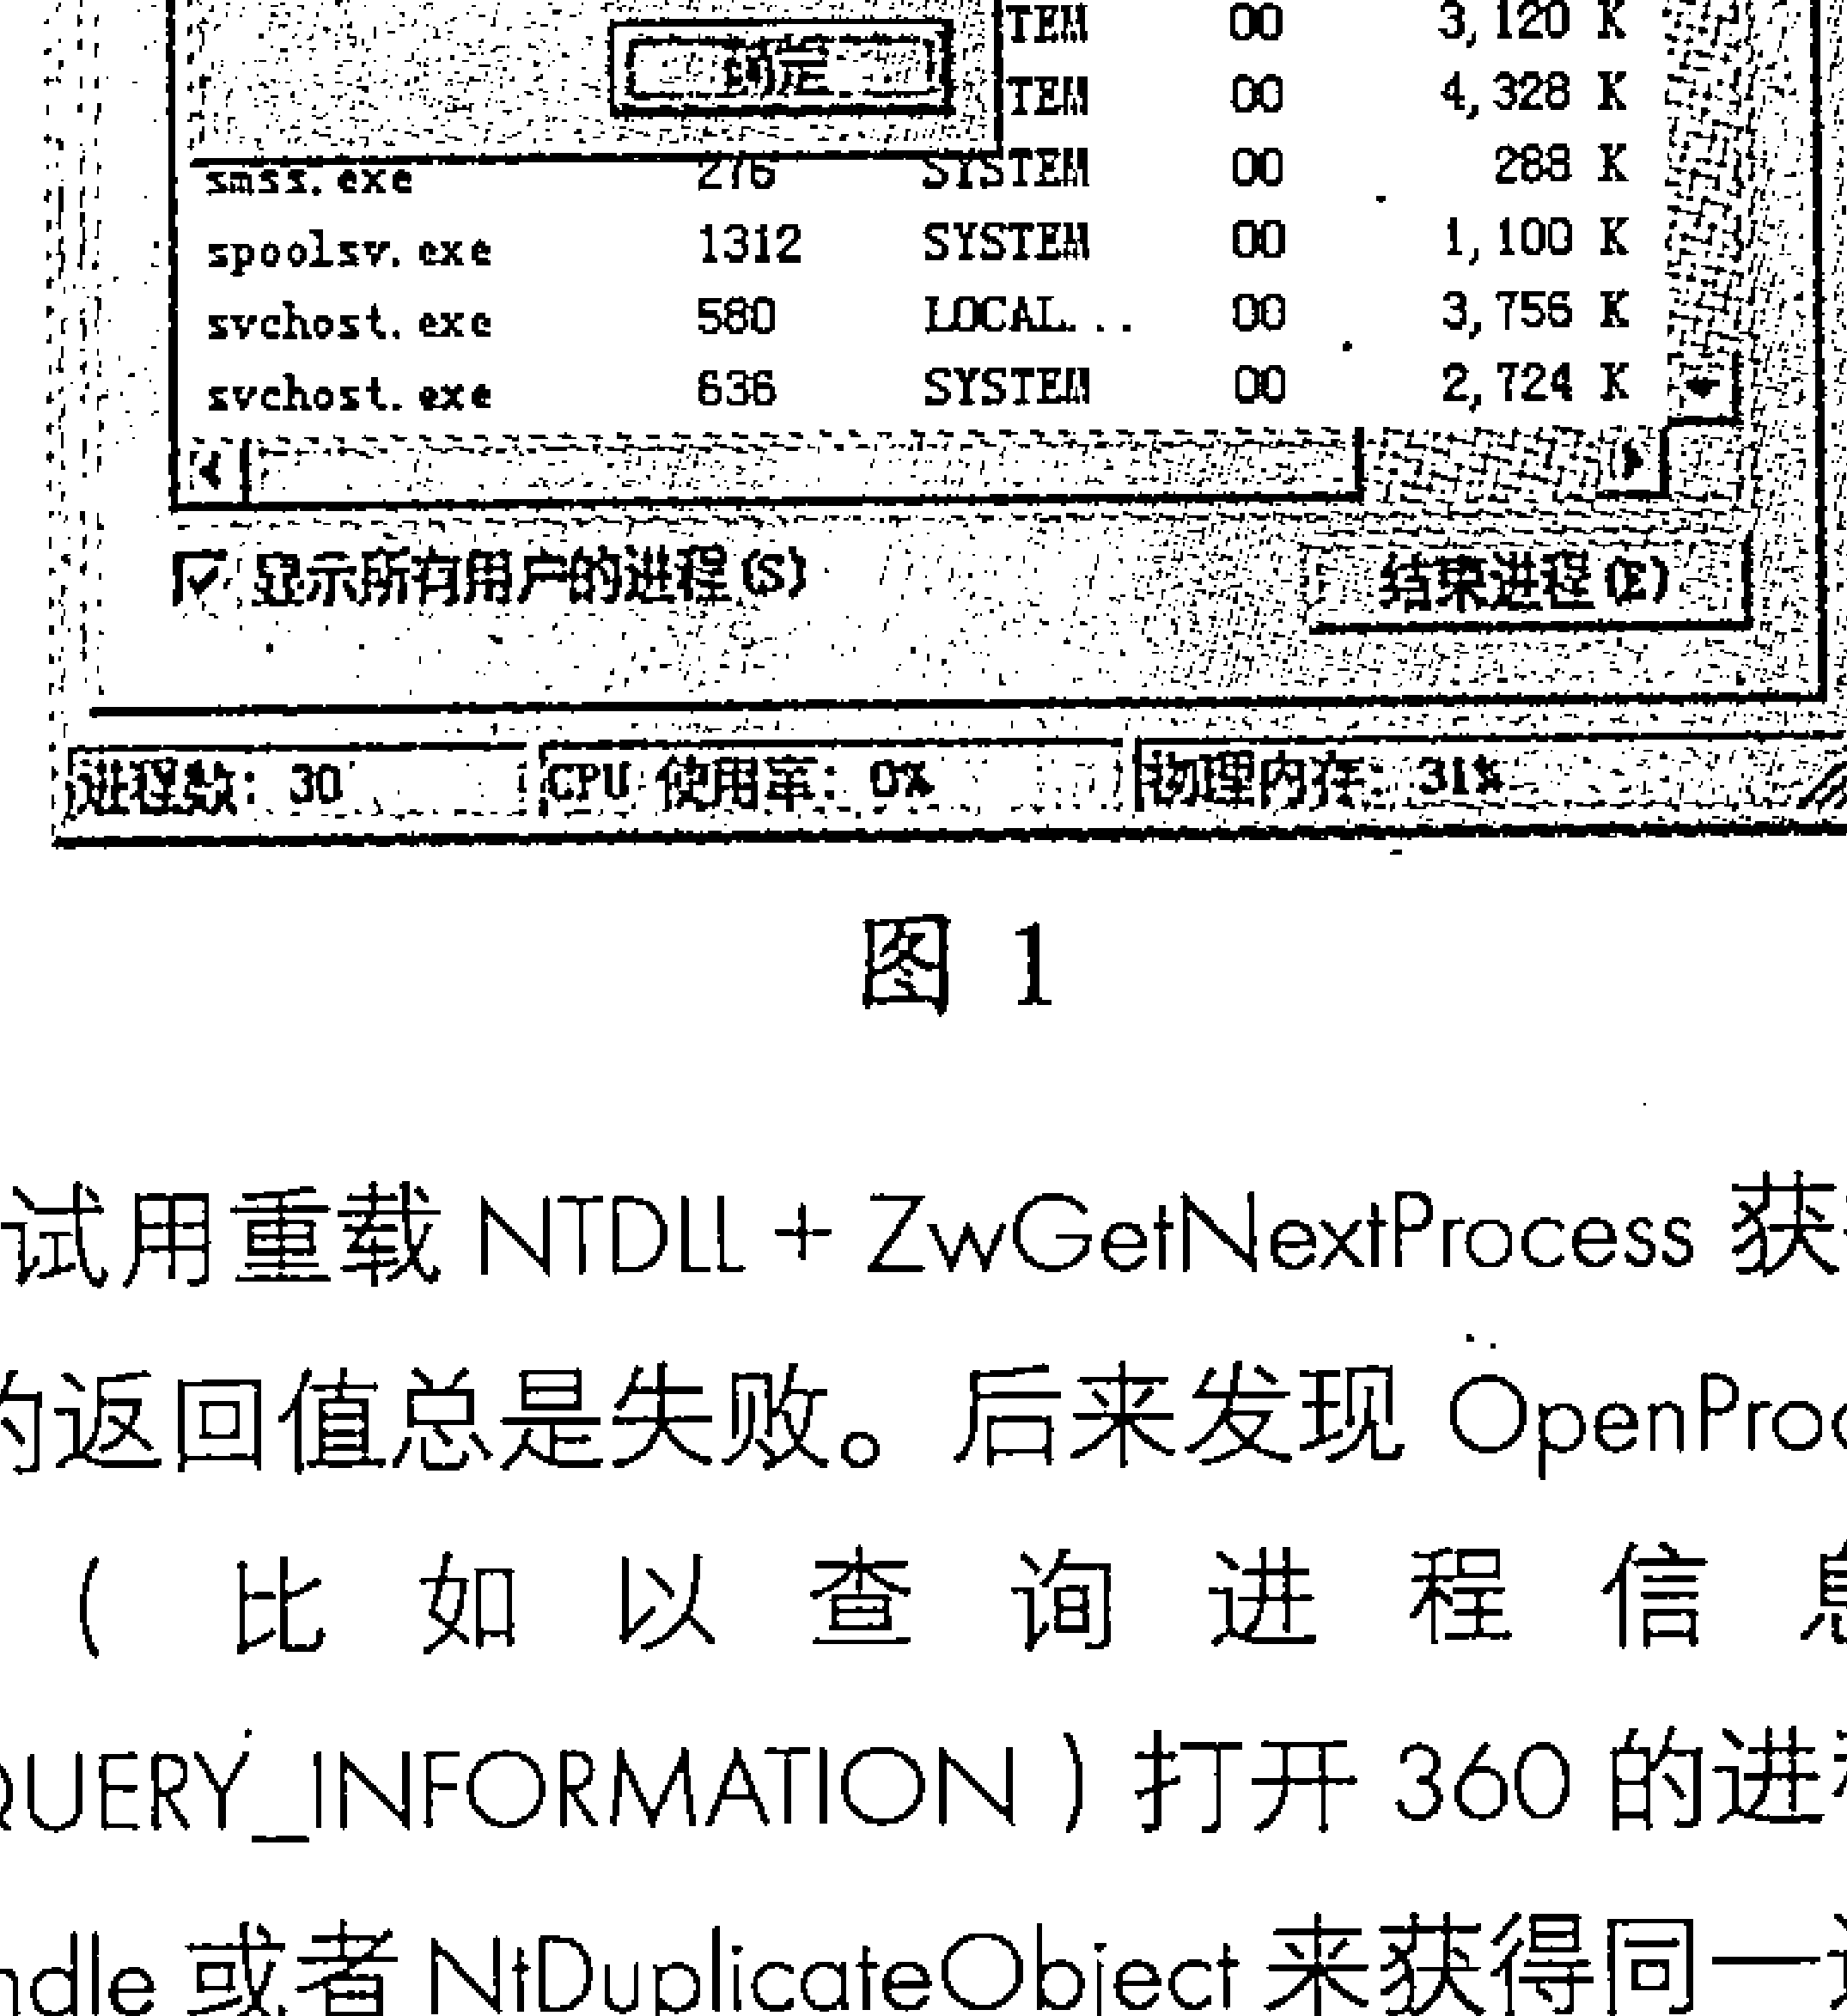 TEM 00 3,120 K
确定
TEM 00 4,328 K
smss.exe 276 SYSTEM 00 288 K
spoolsv.exe 1312 SYSTEM 00 1,100 K
svchost.exe 580 LOCAL... 00 3,756 K
svchost.exe 636 SYSTEM 00 2,724 K
显示所有用户的进程(S) 结束进程(E)
进程数: 30 CPU 使用率: 0% 物理内存: 31%
图 1
试用重载 NTDLL + ZwGetNextProcess 获
的返回值总是失败。后来发现 OpenProc
（比如以查询进程信息
QUERY_INFORMATION）打开 360 的进程
ndle 或者 NtDuplicateObject 来获得同一